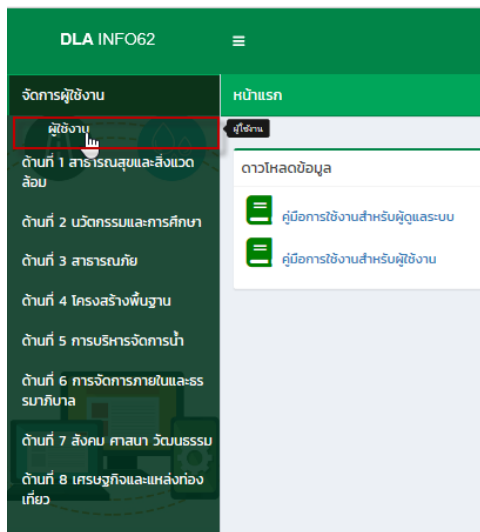 DLA INFO62
จัดการผู้ใช้งาน
หน้าแรก
ผู้ใช้งาน
ผู้ใช้งาน
ด้านที่ 1 สาธารณสุขและสิ่งแวด
ล้อม
ด้านที่ 2 นวัตกรรมและการศึกษา
ด้านที่ 3 สาธารณภัย
ด้านที่ 4 โครงสร้างพื้นฐาน
ด้านที่ 5 การบริหารจัดการน้ำ
ด้านที่ 6 การจัดการภายในและธร
รมาภิบาล
ด้านที่ 7 สังคม ศาสนา วัฒนธรรม
ด้านที่ 8 เศรษฐกิจและแหล่งท่อง
เที่ยว
ดาวโหลดข้อมูล
คู่มือการใช้งานสำหรับผู้ดูแลระบบ
คู่มือการใช้งานสำหรับผู้ใช้งาน